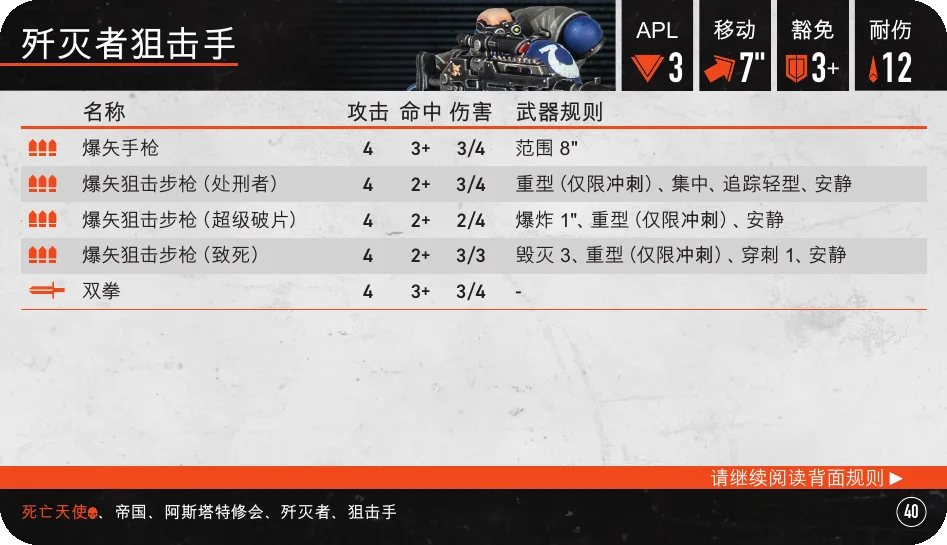 歼灭者狙击手
APL 移动 豁免 耐伤
3 7" 3+ 12
名称 攻击 命中 伤害 武器规则
爆矢手枪 4 3+ 3/4 范围 8"
爆矢狙击步枪（处刑者） 4 2+ 3/4 重型（仅限冲刺）、集中、追踪轻型、安静
爆矢狙击步枪（超级破片） 4 2+ 2/4 爆炸 1"、重型（仅限冲刺）、安静
爆矢狙击步枪（致死） 4 2+ 3/3 毁灭 3、重型（仅限冲刺）、穿刺 1、安静
双拳 4 3+ 3/4 -
请继续阅读背面规则 ▶
死亡天使、帝国、阿斯塔特修会、歼灭者、狙击手 40